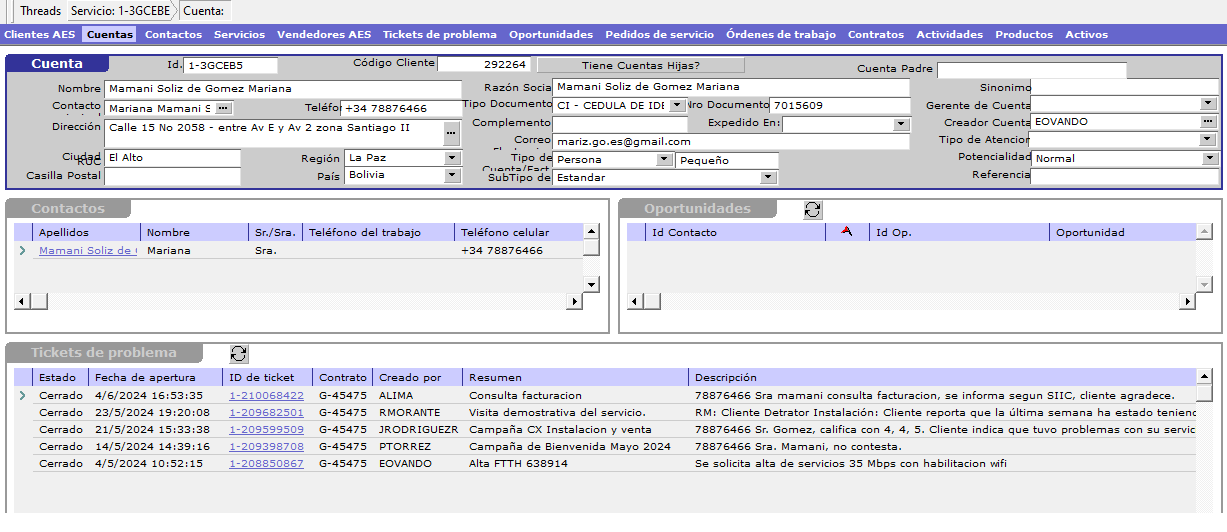 Threads Servicio: 1-3GCEBE Cuenta:
Clientes AES Cuentas Contactos Servicios Vendedores AES Tickets de problema Oportunidades Pedidos de servicio Órdenes de trabajo Contratos Actividades Productos Activos
Cuenta Id. 1-3GCEB5 Código Cliente 292264 Tiene Cuentas Hijas? Cuenta Padre
Nombre Mamani Soliz de Gomez Mariana Razón Socia Mamani Soliz de Gomez Mariana Sinonimo
Contacto Mariana Mamani S Teléfor +34 78876466 Tipo Documento CI - CEDULA DE IDE Nro Documento 7015609 Gerente de Cuenta
Dirección Calle 15 No 2058 - entre Av E y Av 2 zona Santiago II Complemento Expedido En: Creador Cuenta EOVANDO
Correo mariz.go.es@gmail.com Tipo de Atencior
Ciudad El Alto Región La Paz Tipo de Cuenta/Fact Persona Pequeño Potencialidad Normal
RUC
Casilla Postal País Bolivia SubTipo de Estandar Referencia
Contactos
Apellidos Nombre Sr./Sra. Teléfono del trabajo Teléfono celular
Mamani Soliz de Mariana Sra. +34 78876466
Oportunidades
Id Contacto Id Op. Oportunidad
Tickets de problema
Estado Fecha de apertura ID de ticket Contrato Creado por Resumen Descripción
Cerrado 4/6/2024 16:53:35 1-210068422 G-45475 ALIMA Consulta facturacion 78876466 Sra mamani consulta facturacion, se informa segun SIIC, cliente agradece.
Cerrado 23/5/2024 19:20:08 1-209682501 G-45475 RMORANTE Visita demostrativa del servicio. RM: Cliente Detrator Instalación: Cliente reporta que la última semana ha estado teniend
Cerrado 21/5/2024 15:33:38 1-209599509 G-45475 JRODRIGUEZR Campaña CX Instalacion y venta 78876466 Sr. Gomez, califica con 4, 4, 5. Cliente indica que tuvo problemas con su servic
Cerrado 14/5/2024 14:39:16 1-209398708 G-45475 PTORREZ Campaña de Bienvenida Mayo 2024 78876466 Sra. Mamani, no contesta.
Cerrado 4/5/2024 10:52:15 1-208850867 G-45475 EOVANDO Alta FTTH 638914 Se solicita alta de servicios 35 Mbps con habilitacion wifi